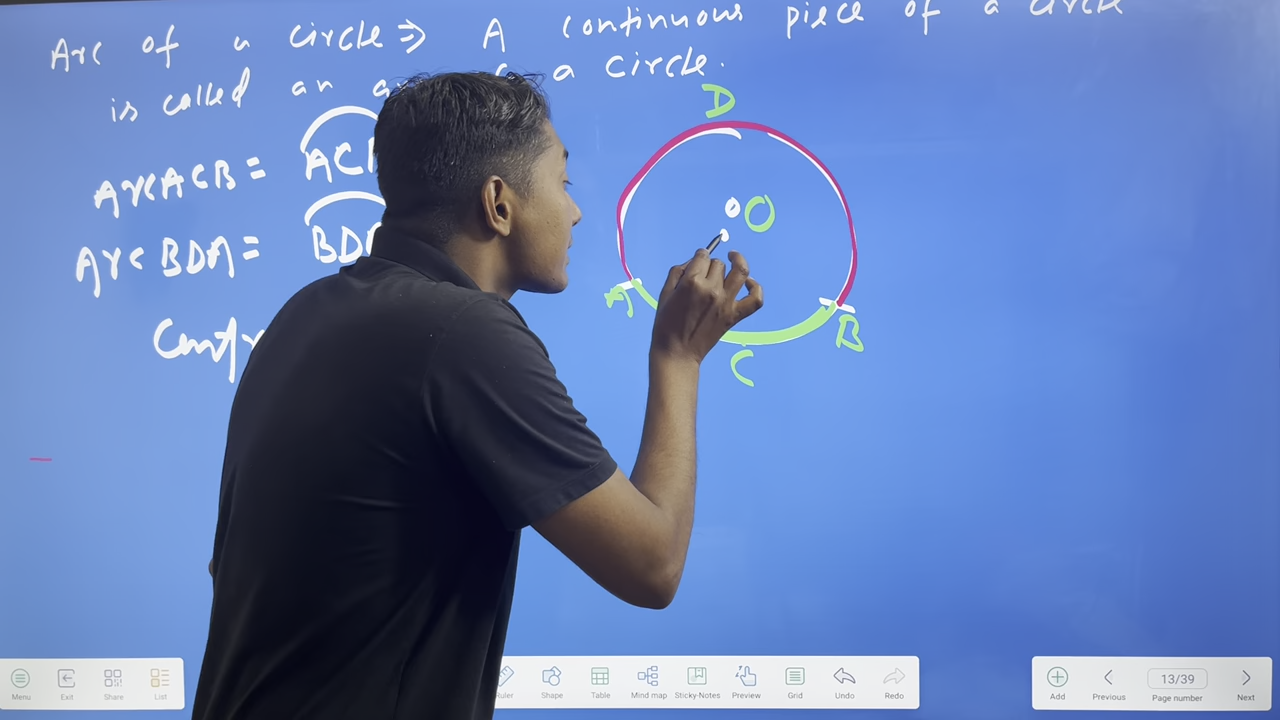 Arc of a circle ⇒ A continuous piece of a circle
is called an a circle.
D
Arc ACB =
O
Arc BDA =
A
B
C
Menu Exit Share List Shape Table Mind map Sticky-Notes Preview Grid Undo Redo Add Previous 13/39 Page number Next